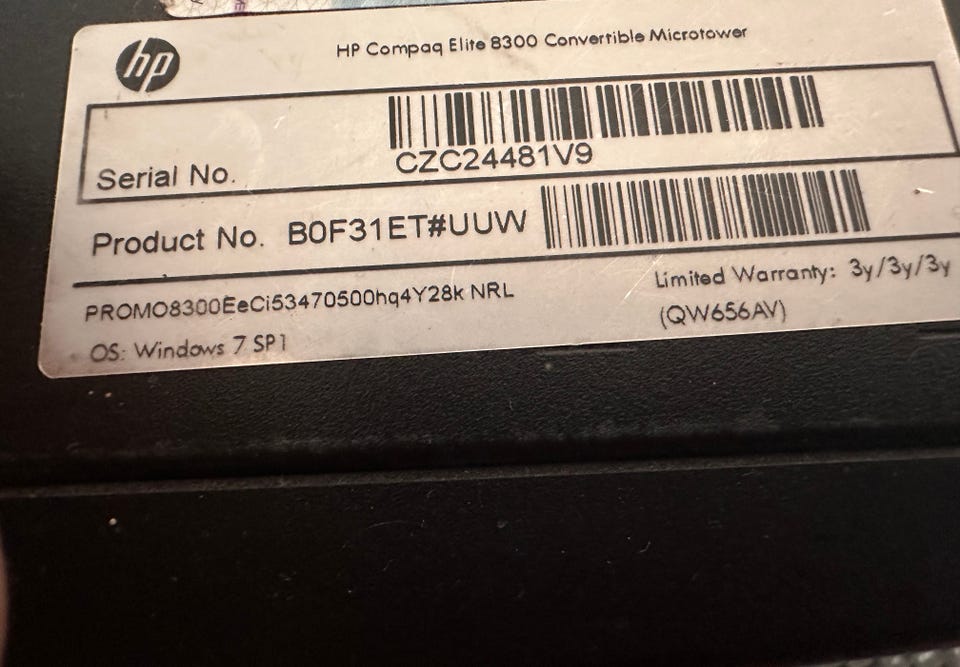 hp
HP Compaq Elite 8300 Convertible Microtower
Serial No. CZC24481V9
Product No. B0F31ET#UUW
PROMO8300EeCi53470500hq4Y28k NRL
Limited Warranty: 3y/3y/3y
(QW656AV)
OS: Windows 7 SP1